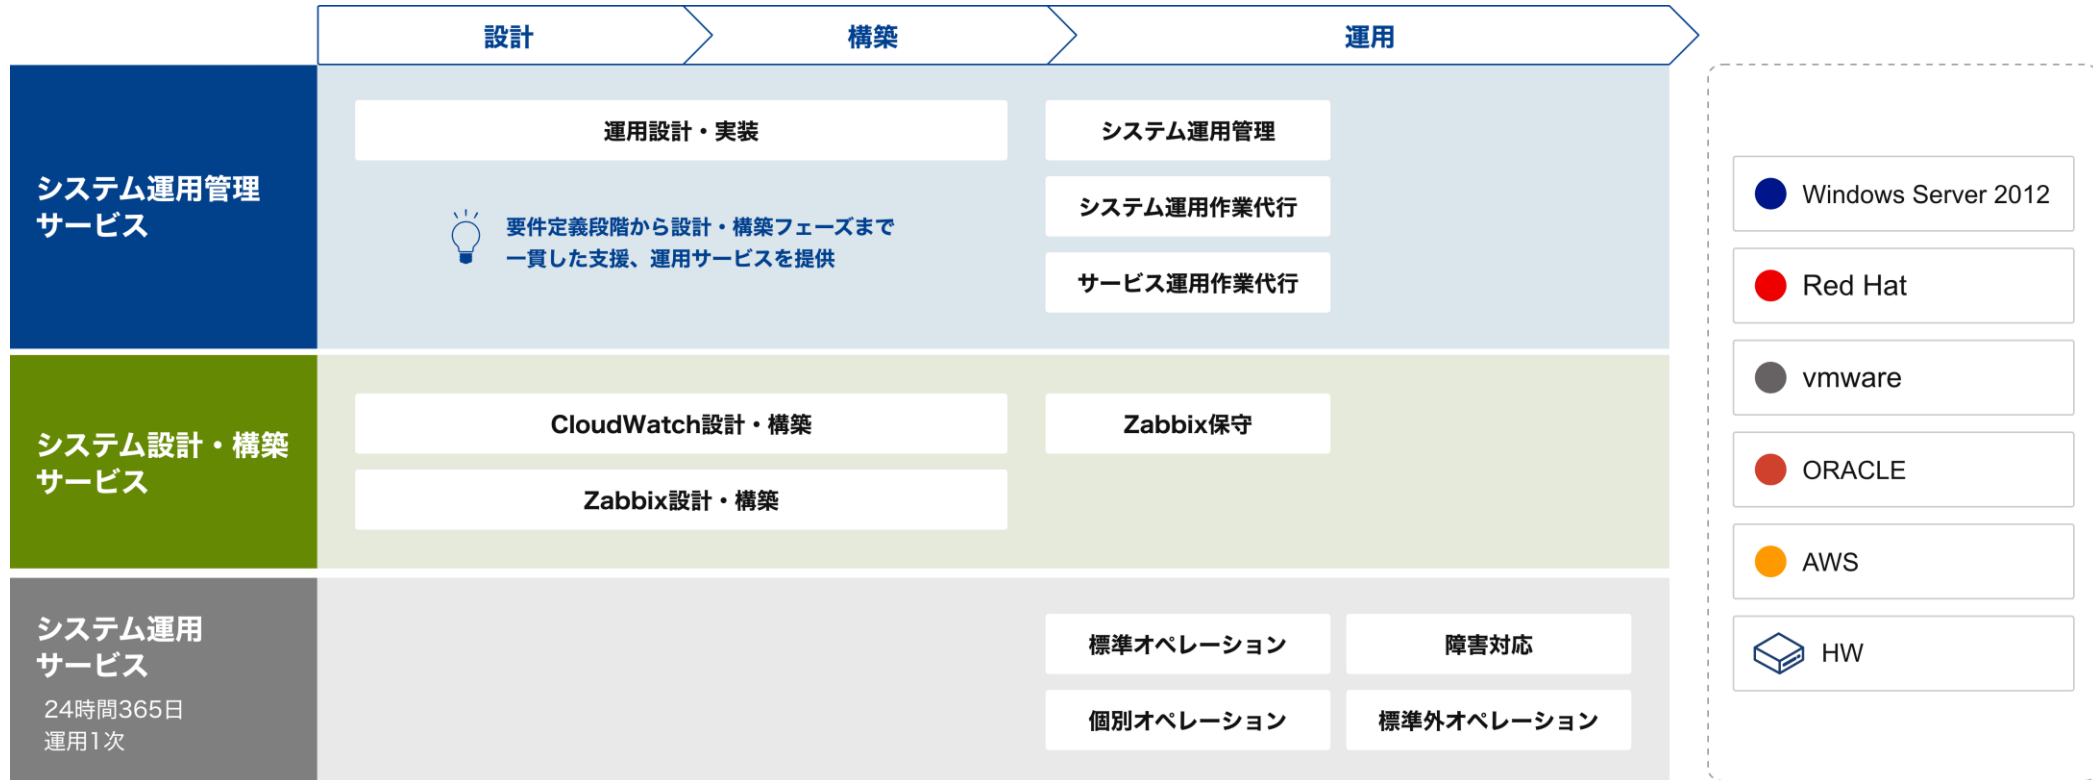 設計
構築
運用
システム運用管理
サービス
運用設計・実装
要件定義段階から設計・構築フェーズまで
一貫した支援、運用サービスを提供
システム運用管理
システム運用作業代行
サービス運用作業代行
システム設計・構築
サービス
CloudWatch設計・構築
Zabbix設計・構築
Zabbix保守
システム運用
サービス
24時間365日
運用1次
標準オペレーション
障害対応
個別オペレーション
標準外オペレーション
Windows Server 2012
Red Hat
vmware
ORACLE
AWS
HW